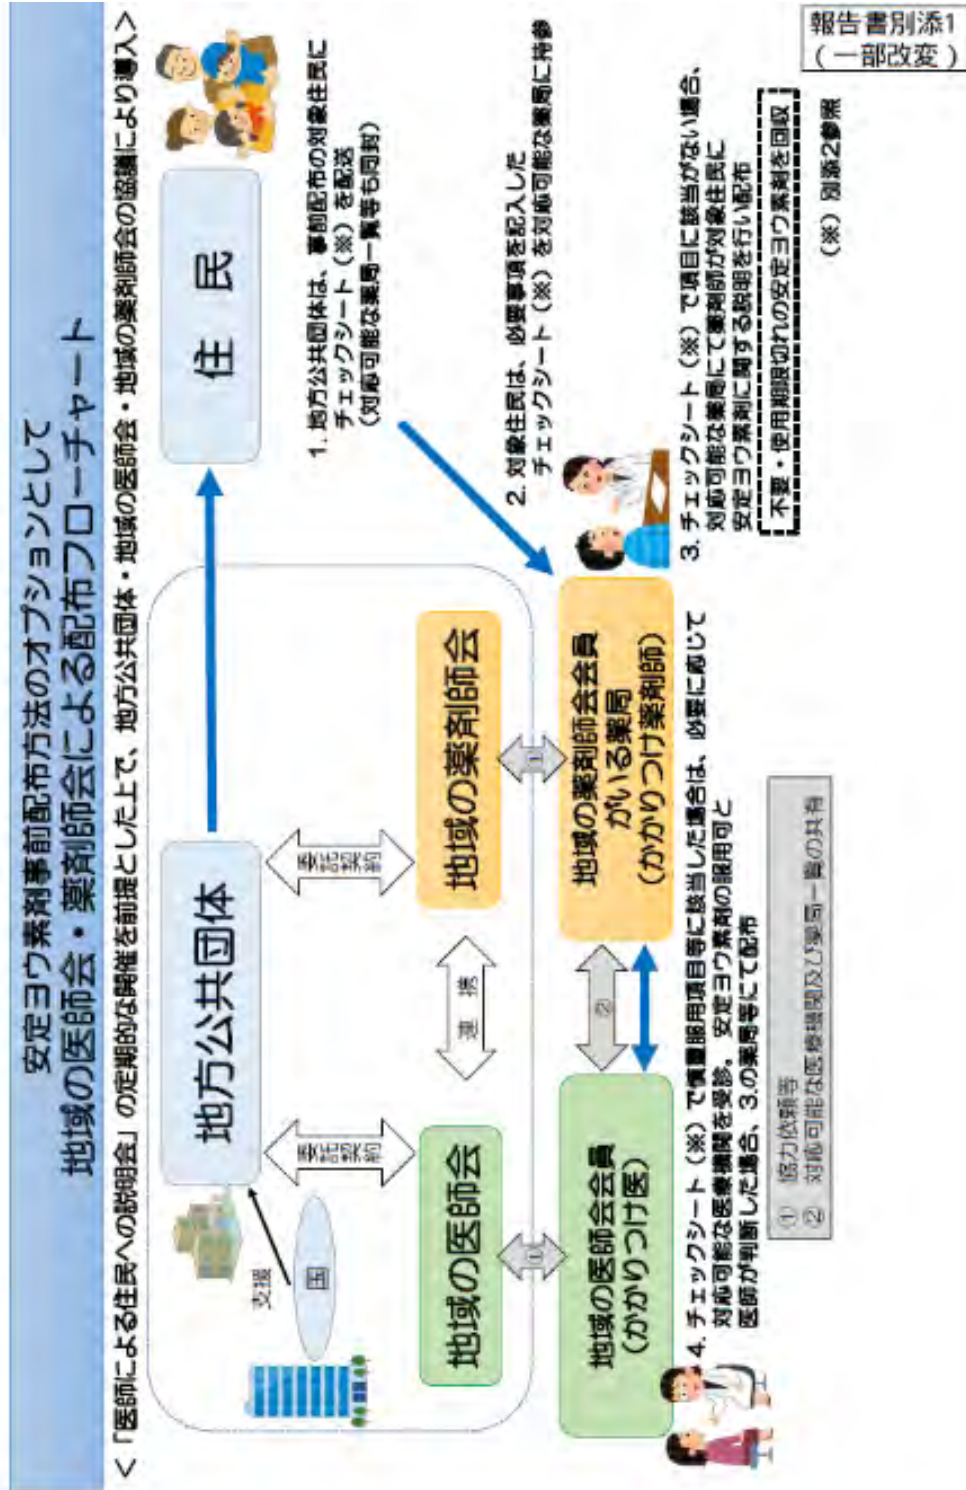 報告書別添1
(一部改変)
安定ヨウ素剤事前配布方法のオプションとして
地域の医師会・薬剤師会による配布フローチャート
<「医師による住民への説明会」の定期的な開催を前提とした上で、地方公共団体・地域の医師会・地域の薬剤師会の協議により導入>
支援
国
地方公共団体
住 民
委託契約
委託契約
地域の医師会
連 携
地域の薬剤師会
①
①
地域の医師会会員
(かかりつけ医)
②
地域の薬剤師会会員
がいる薬局
(かかりつけ薬剤師)
1. 地方公共団体は、事前配布の対象住民に
チェックシート(※)を配送
(対応可能な薬局一覧等も同封)
2. 対象住民は、必要事項を記入した
チェックシート(※)を対応可能な薬局に持参
3. チェックシート(※)で項目に該当がない場合、
対応可能な薬局にて薬剤師が対象住民に
安定ヨウ素剤に関する説明を行い配布
不要・使用期限切れの安定ヨウ素剤を回収
(※)別添2参照
4. チェックシート(※)で慎重服用項目等に該当した場合は、必要に応じて
対応可能な医療機関を受診。安定ヨウ素剤の服用可と
医師が判断した場合、3.の薬局等にて配布
① 協力依頼等
② 対応可能な医療機関及び薬局一覧の共有